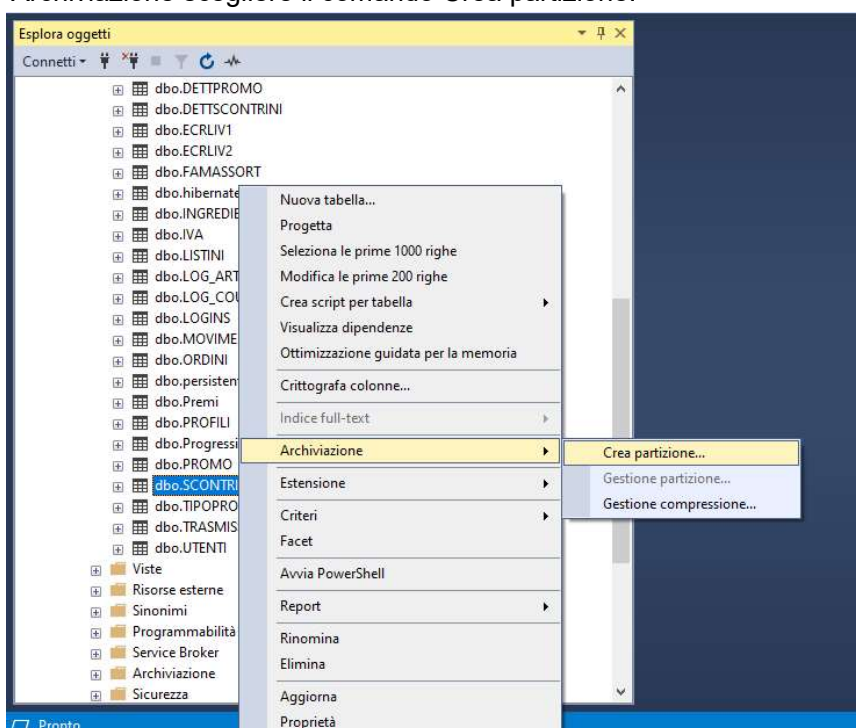 Archiviazione scegliere il comando Crea partizione.
Esplora oggetti
Connetti
dbo.DETTPROMO
dbo.DETTSCONTRINI
dbo.ECRLIV1
dbo.ECRLIV2
dbo.FAMASSORT
dbo.hibernate
dbo.INGREDIE
dbo.IVA
dbo.LISTINI
dbo.LOG_ART
dbo.LOG_COU
dbo.LOGINS
dbo.MOVIME
dbo.ORDINI
dbo.persisten
dbo.Premi
dbo.PROFILI
dbo.Progressi
dbo.PROMO
dbo.SCONTRI
dbo.TIPOPRO
dbo.TRASMIS
dbo.UTENTI
Viste
Risorse esterne
Sinonimi
Programmabilità
Service Broker
Archiviazione
Sicurezza
Nuova tabella...
Progetta
Seleziona le prime 1000 righe
Modifica le prime 200 righe
Crea script per tabella
Visualizza dipendenze
Ottimizzazione guidata per la memoria
Crittografa colonne...
Indice full-text
Archiviazione
Estensione
Criteri
Facet
Avvia PowerShell
Report
Rinomina
Elimina
Aggiorna
Proprietà
Crea partizione...
Gestione partizione...
Gestione compressione...
Pronto